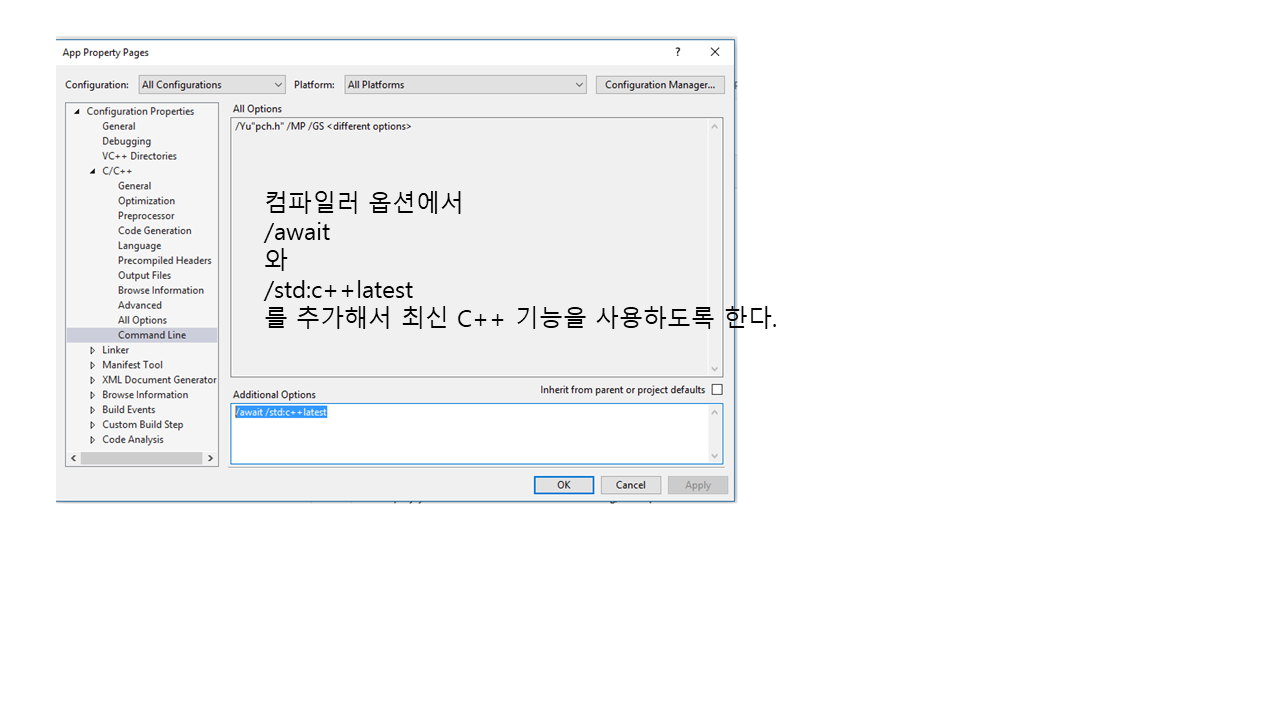 App Property Pages
Configuration: All Configurations Platform: All Platforms Configuration Manager...
Configuration Properties
General
Debugging
VC++ Directories
C/C++
General
Optimization
Preprocessor
Code Generation
Language
Precompiled Headers
Output Files
Browse Information
Advanced
All Options
Command Line
Linker
Manifest Tool
XML Document Generator
Browse Information
Build Events
Custom Build Step
Code Analysis
All Options
/Yu"pch.h" /MP /GS <different options>
컴파일러 옵션에서
/await
와
/std:c++latest
를 추가해서 최신 C++ 기능을 사용하도록 한다.
Inherit from parent or project defaults
Additional Options
/await /std:c++latest
OK Cancel Apply